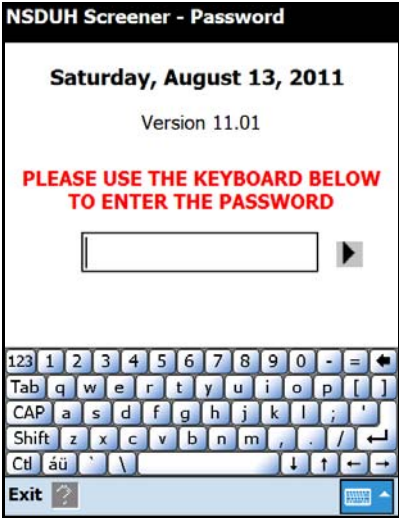 NSDUH Screener - Password
Saturday, August 13, 2011
Version 11.01
PLEASE USE THE KEYBOARD BELOW
TO ENTER THE PASSWORD
123 1 2 3 4 5 6 7 8 9 0 - =
Tab q w e r t y u i o p [ ]
CAP a s d f g h j k l ; '
Shift z x c v b n m , . /
Ctl áü ` \
Exit ?